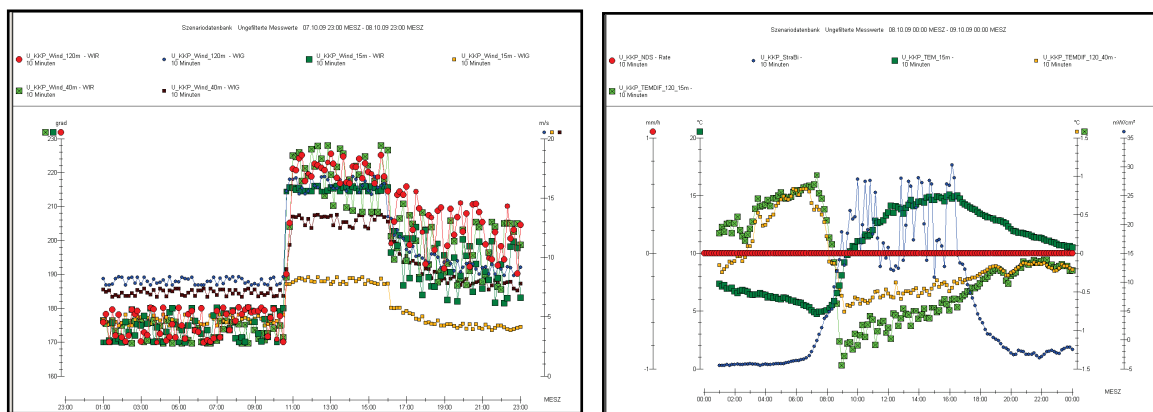 Szenariodatenbank Ungefilterte Messwerte 07.10.09 23:00 MESZ - 08.10.09 23:00 MESZ
U_KKP_Wind_120m - WIR
10 Minuten
U_KKP_Wind_120m - WIG
10 Minuten
U_KKP_Wind_15m - WIR
10 Minuten
U_KKP_Wind_15m - WIG
10 Minuten
U_KKP_Wind_40m - WIR
10 Minuten
U_KKP_Wind_40m - WIG
10 Minuten
grad
m/s
230
220
210
200
190
180
170
160
20
15
10
5
0
23:00 01:00 03:00 05:00 07:00 09:00 11:00 13:00 15:00 17:00 19:00 21:00 23:00
MESZ
Szenariodatenbank Ungefilterte Messwerte 08.10.09 00:00 MESZ - 09.10.09 00:00 MESZ
U_KKP_NDS - Rate
10 Minuten
U_KKP_StraBi -
10 Minuten
U_KKP_TEM_15m -
10 Minuten
U_KKP_TEMDIF_120_40m -
10 Minuten
U_KKP_TEMDIF_120_15m -
10 Minuten
mm/h
°C
°C
mW/cm²
1
0
-1
20
15
10
5
0
1.5
1
0.5
0
-0.5
-1
-1.5
35
30
25
20
15
10
5
0
-5
00:00 02:00 04:00 06:00 08:00 10:00 12:00 14:00 16:00 18:00 20:00 22:00 00:00
MESZ